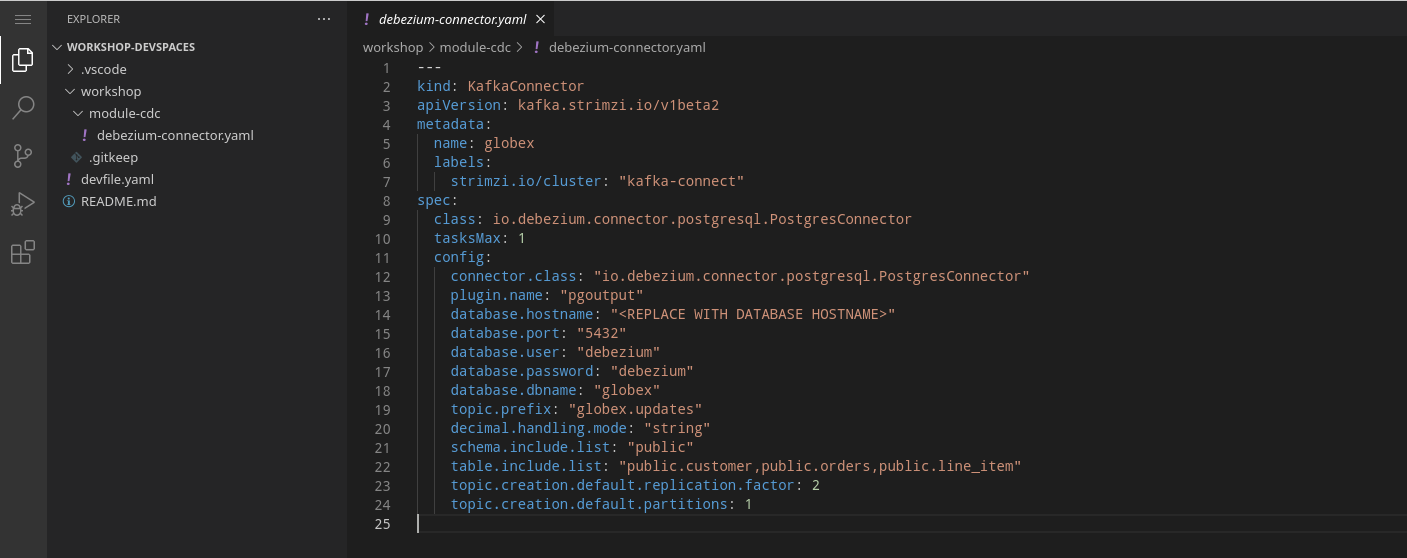 EXPLORER
WORKSHOP-DEVSPACES
.vscode
workshop
module-cdc
! debezium-connector.yaml
.gitkeep
! devfile.yaml
README.md
! debezium-connector.yaml
workshop > module-cdc > ! debezium-connector.yaml
1 ---
2 kind: KafkaConnector
3 apiVersion: kafka.strimzi.io/v1beta2
4 metadata:
5   name: globex
6   labels:
7     strimzi.io/cluster: "kafka-connect"
8 spec:
9   class: io.debezium.connector.postgresql.PostgresConnector
10   tasksMax: 1
11   config:
12     connector.class: "io.debezium.connector.postgresql.PostgresConnector"
13     plugin.name: "pgoutput"
14     database.hostname: "<REPLACE WITH DATABASE HOSTNAME>"
15     database.port: "5432"
16     database.user: "debezium"
17     database.password: "debezium"
18     database.dbname: "globex"
19     topic.prefix: "globex.updates"
20     decimal.handling.mode: "string"
21     schema.include.list: "public"
22     table.include.list: "public.customer,public.orders,public.line_item"
23     topic.creation.default.replication.factor: 2
24     topic.creation.default.partitions: 1
25